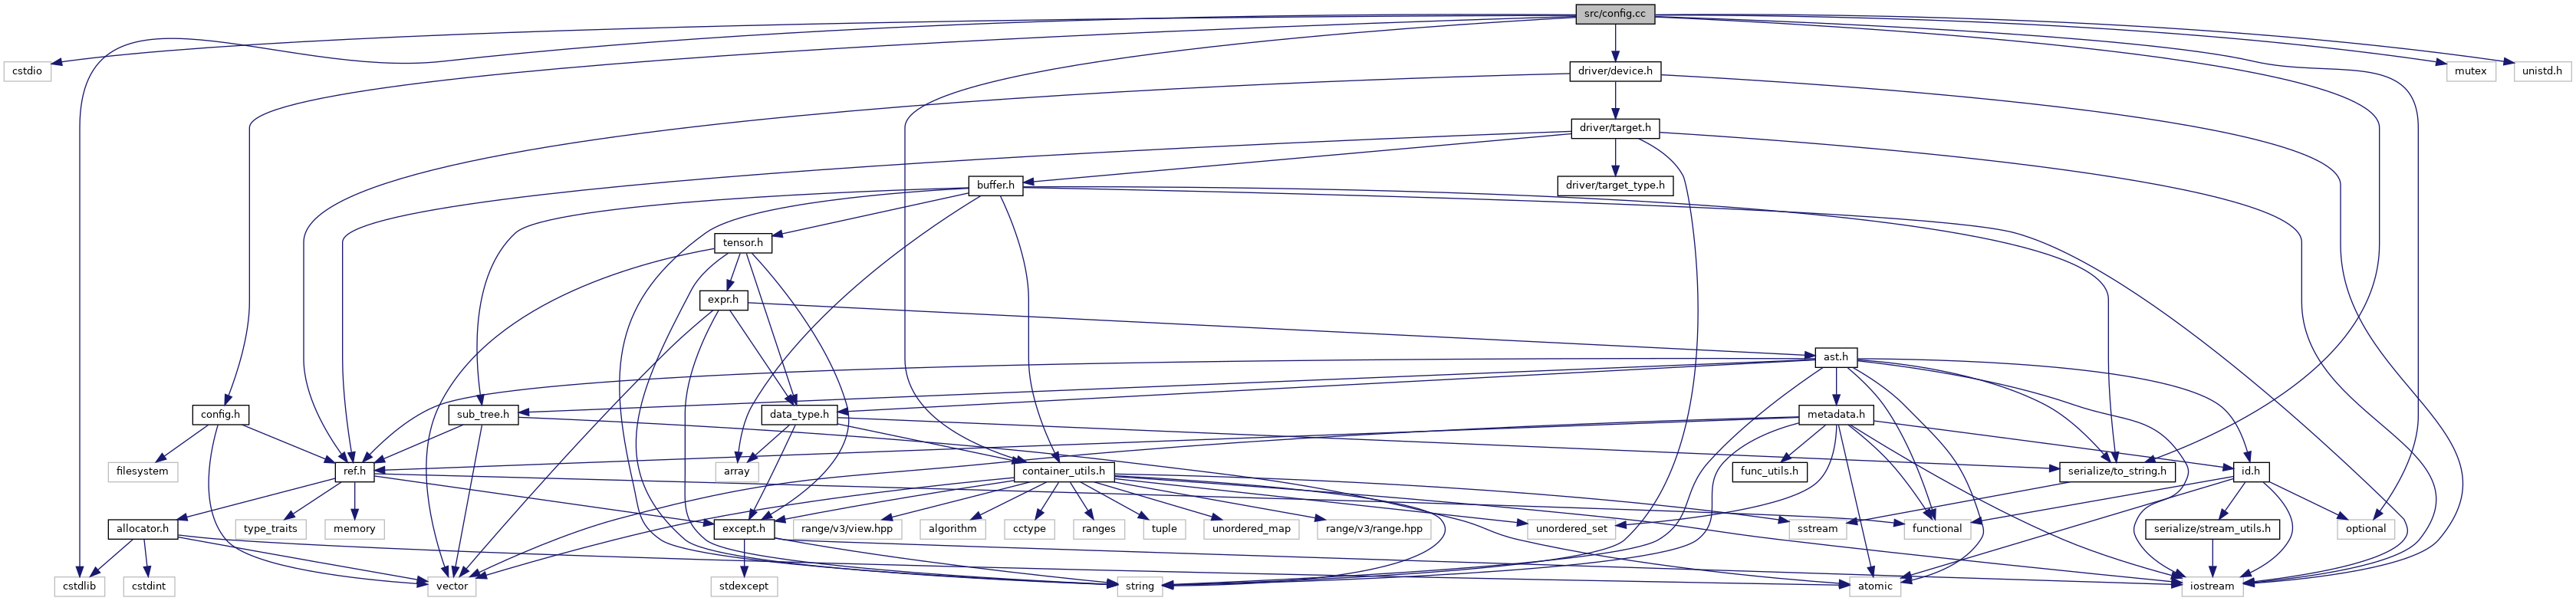 src/config.cc
cstdio
driver/device.h
mutex
unistd.h
driver/target.h
buffer.h
driver/target_type.h
tensor.h
expr.h
ast.h
config.h
sub_tree.h
data_type.h
metadata.h
filesystem
ref.h
array
container_utils.h
func_utils.h
serialize/to_string.h
id.h
allocator.h
type_traits
memory
except.h
range/v3/view.hpp
algorithm
cctype
ranges
tuple
unordered_map
range/v3/range.hpp
unordered_set
sstream
functional
serialize/stream_utils.h
optional
cstdlib
cstdint
vector
stdexcept
string
atomic
iostream